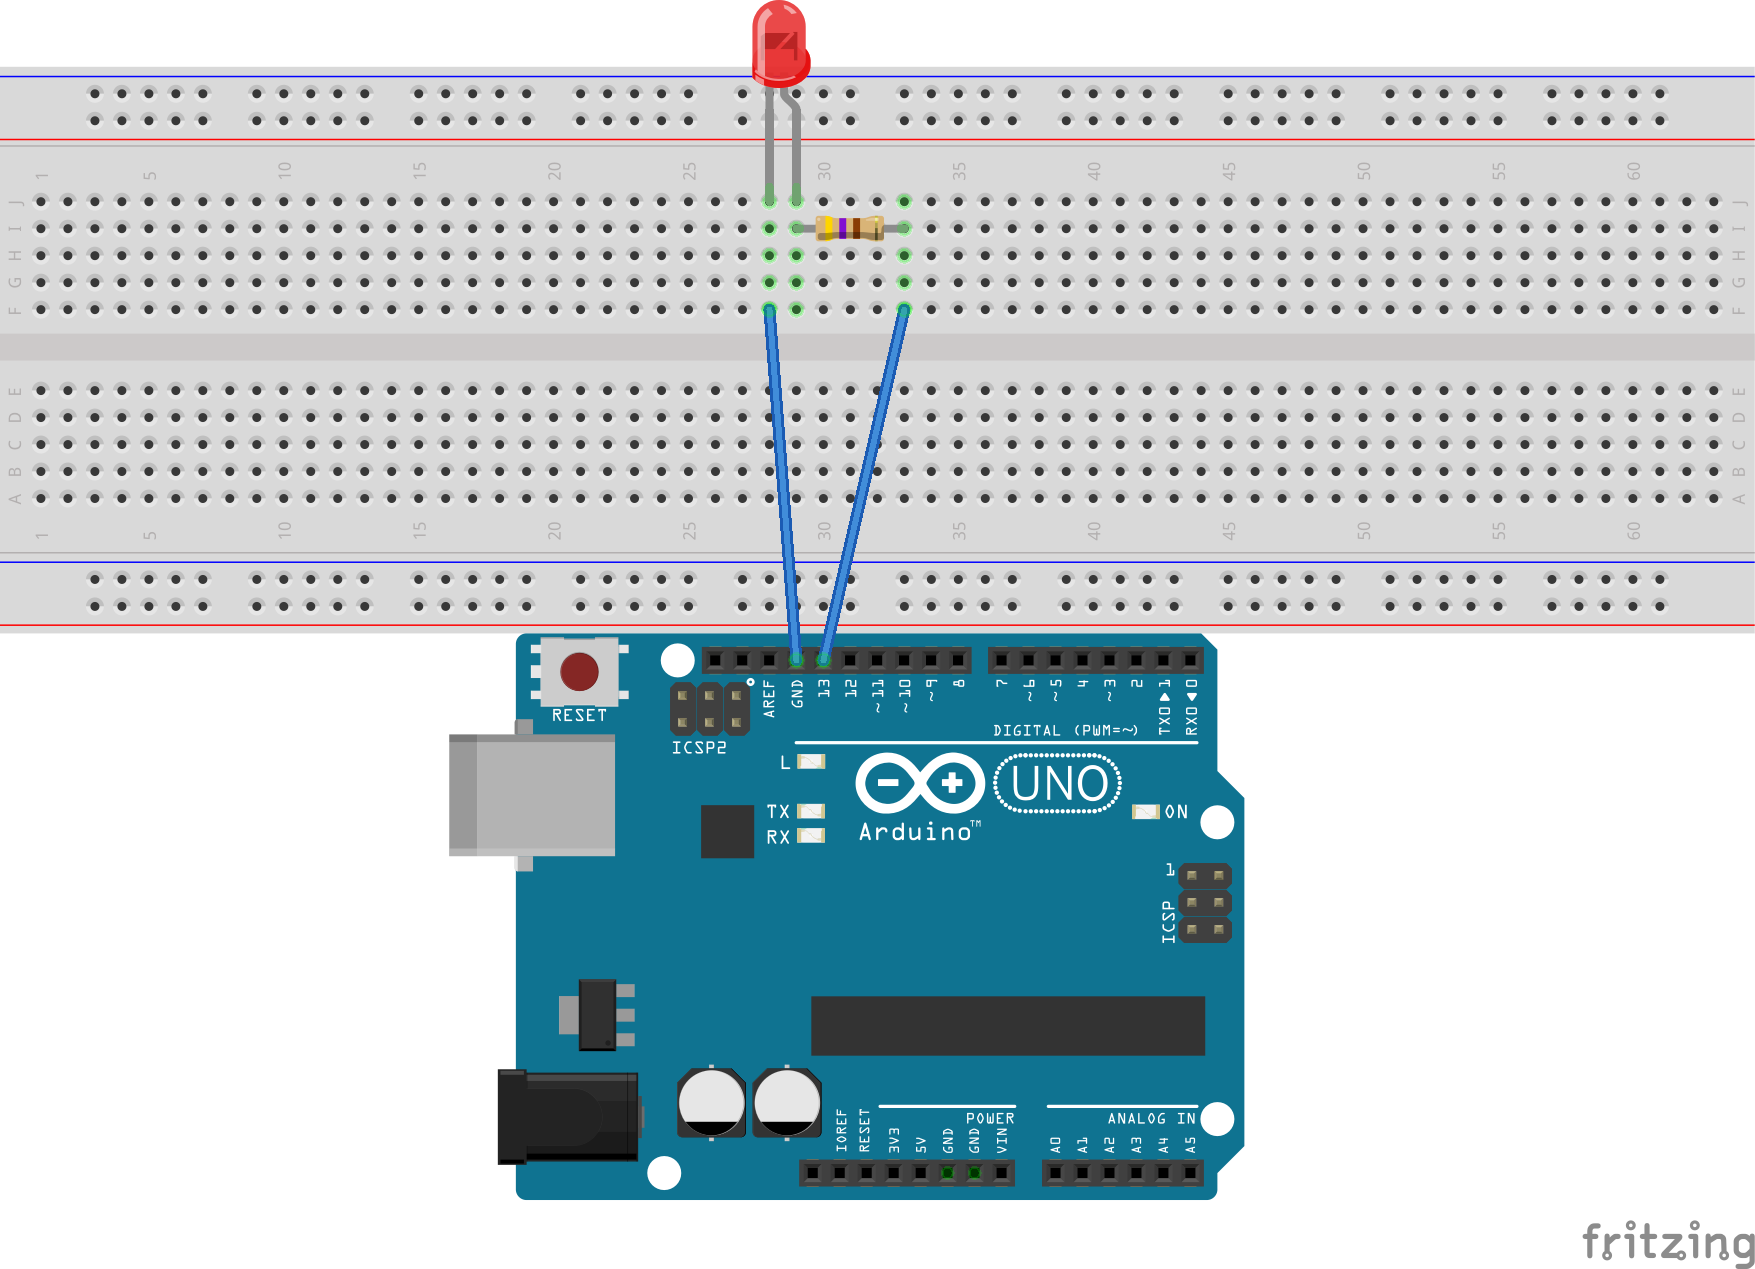 1 5 10 15 20 25 30 35 40 45 50 55 60
J J
I I
H H
G G
F F
E E
D D
C C
B B
A A
1 5 10 15 20 25 30 35 40 45 50 55 60
RESET
ICSP2
AREF GND 13 12 ~11 ~10 ~9 8 7 ~6 ~5 4 ~3 2 TX0▶1 RX0◀0
DIGITAL (PWM=~)
L
TX
RX
UNO
Arduino™
ON
1
ICSP
POWER
ANALOG IN
IOREF RESET 3V3 5V GND GND VIN A0 A1 A2 A3 A4 A5
fritzing